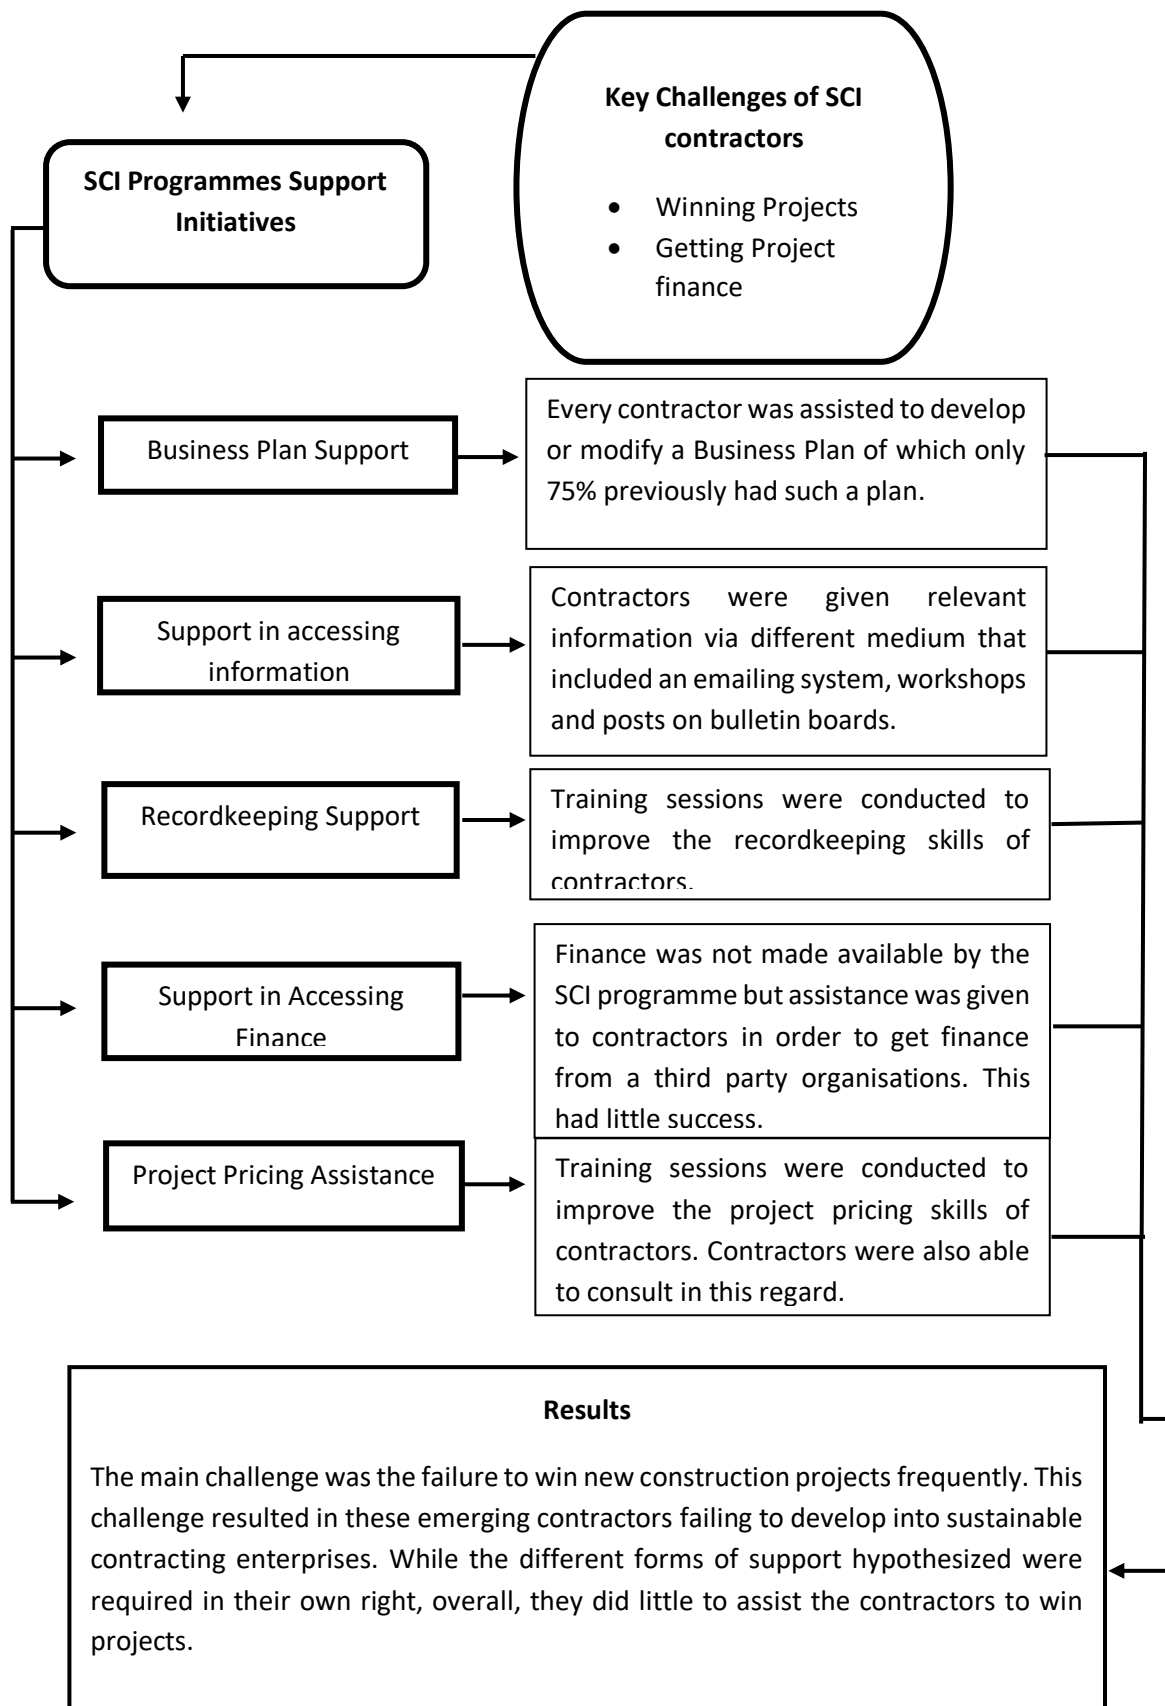 Key Challenges of SCI
contractors
• Winning Projects
• Getting Project
finance
SCI Programmes Support
Initiatives
Business Plan Support
Every contractor was assisted to develop
or modify a Business Plan of which only
75% previously had such a plan.
Support in accessing
information
Contractors were given relevant
information via different medium that
included an emailing system, workshops
and posts on bulletin boards.
Recordkeeping Support
Training sessions were conducted to
improve the recordkeeping skills of
contractors.
Support in Accessing
Finance
Finance was not made available by the
SCI programme but assistance was given
to contractors in order to get finance
from a third party organisations. This
had little success.
Project Pricing Assistance
Training sessions were conducted to
improve the project pricing skills of
contractors. Contractors were also able
to consult in this regard.
Results
The main challenge was the failure to win new construction projects frequently. This
challenge resulted in these emerging contractors failing to develop into sustainable
contracting enterprises. While the different forms of support hypothesized were
required in their own right, overall, they did little to assist the contractors to win
projects.